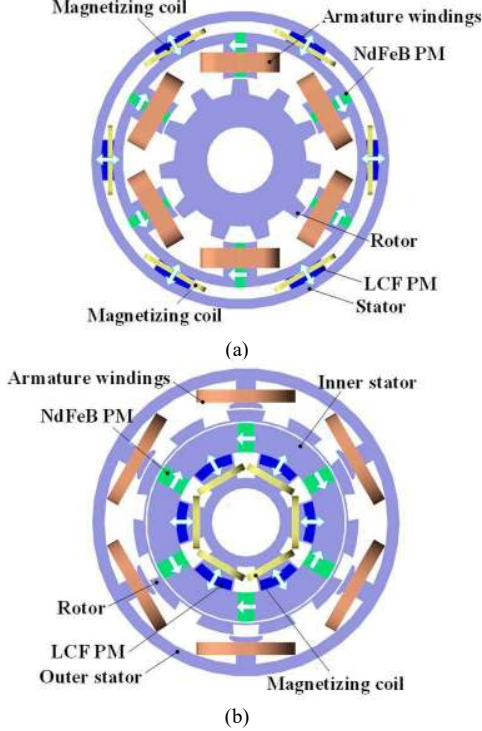 Magnetizing coil
Armature windings
NdFeB PM
Rotor
LCF PM
Stator
Magnetizing coil
(a)
Armature windings
Inner stator
NdFeB PM
Rotor
LCF PM
Outer stator
Magnetizing coil
(b)